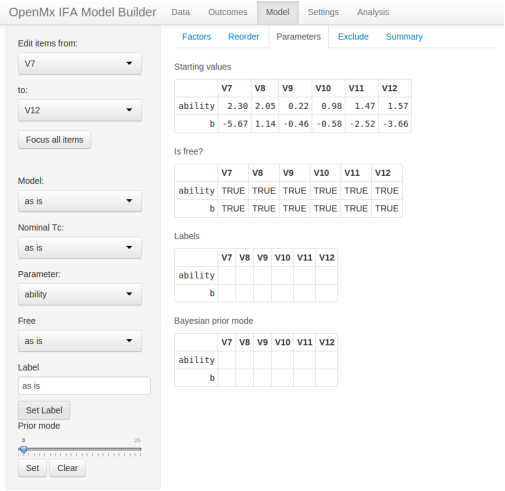 OpenMx IFA Model Builder Data Outcomes Model Settings Analysis
Edit items from:
V7
to:
V12
Focus all items
Model:
as is
Nominal Tc:
as is
Parameter:
ability
Free
as is
Label
as is
Set Label
Prior mode
3 25
Set Clear
Factors Reorder Parameters Exclude Summary
Starting values
V7 V8 V9 V10 V11 V12
ability 2.30 2.05 0.22 0.98 1.47 1.57
b -5.67 1.14 -0.46 -0.58 -2.52 -3.66
Is free?
V7 V8 V9 V10 V11 V12
ability TRUE TRUE TRUE TRUE TRUE TRUE
b TRUE TRUE TRUE TRUE TRUE TRUE
Labels
V7 V8 V9 V10 V11 V12
ability
b
Bayesian prior mode
V7 V8 V9 V10 V11 V12
ability
b